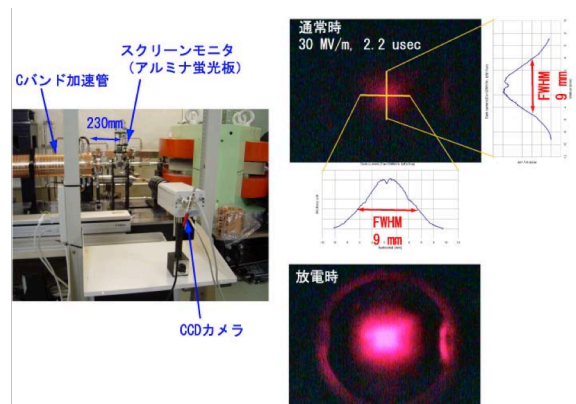 スクリーンモニタ
(アルミナ蛍光板)
Cバンド加速管
230mm
CCDカメラ
通常時
30 MV/m, 2.2 usec
FWHM
9 mm
FWHM
9 mm
放電時